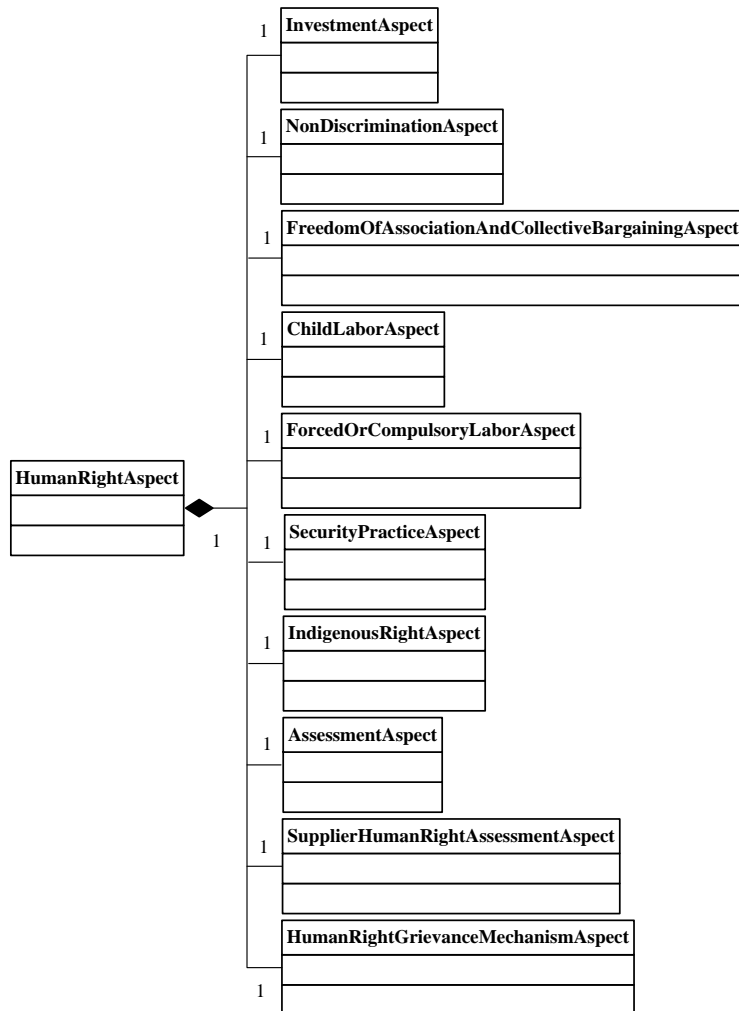 1 InvestmentAspect
1 NonDiscriminationAspect
1 FreedomOfAssociationAndCollectiveBargainingAspect
1 ChildLaborAspect
1 ForcedOrCompulsoryLaborAspect
HumanRightAspect
1
1 SecurityPracticeAspect
1 IndigenousRightAspect
1 AssessmentAspect
1 SupplierHumanRightAssessmentAspect
HumanRightGrievanceMechanismAspect
1